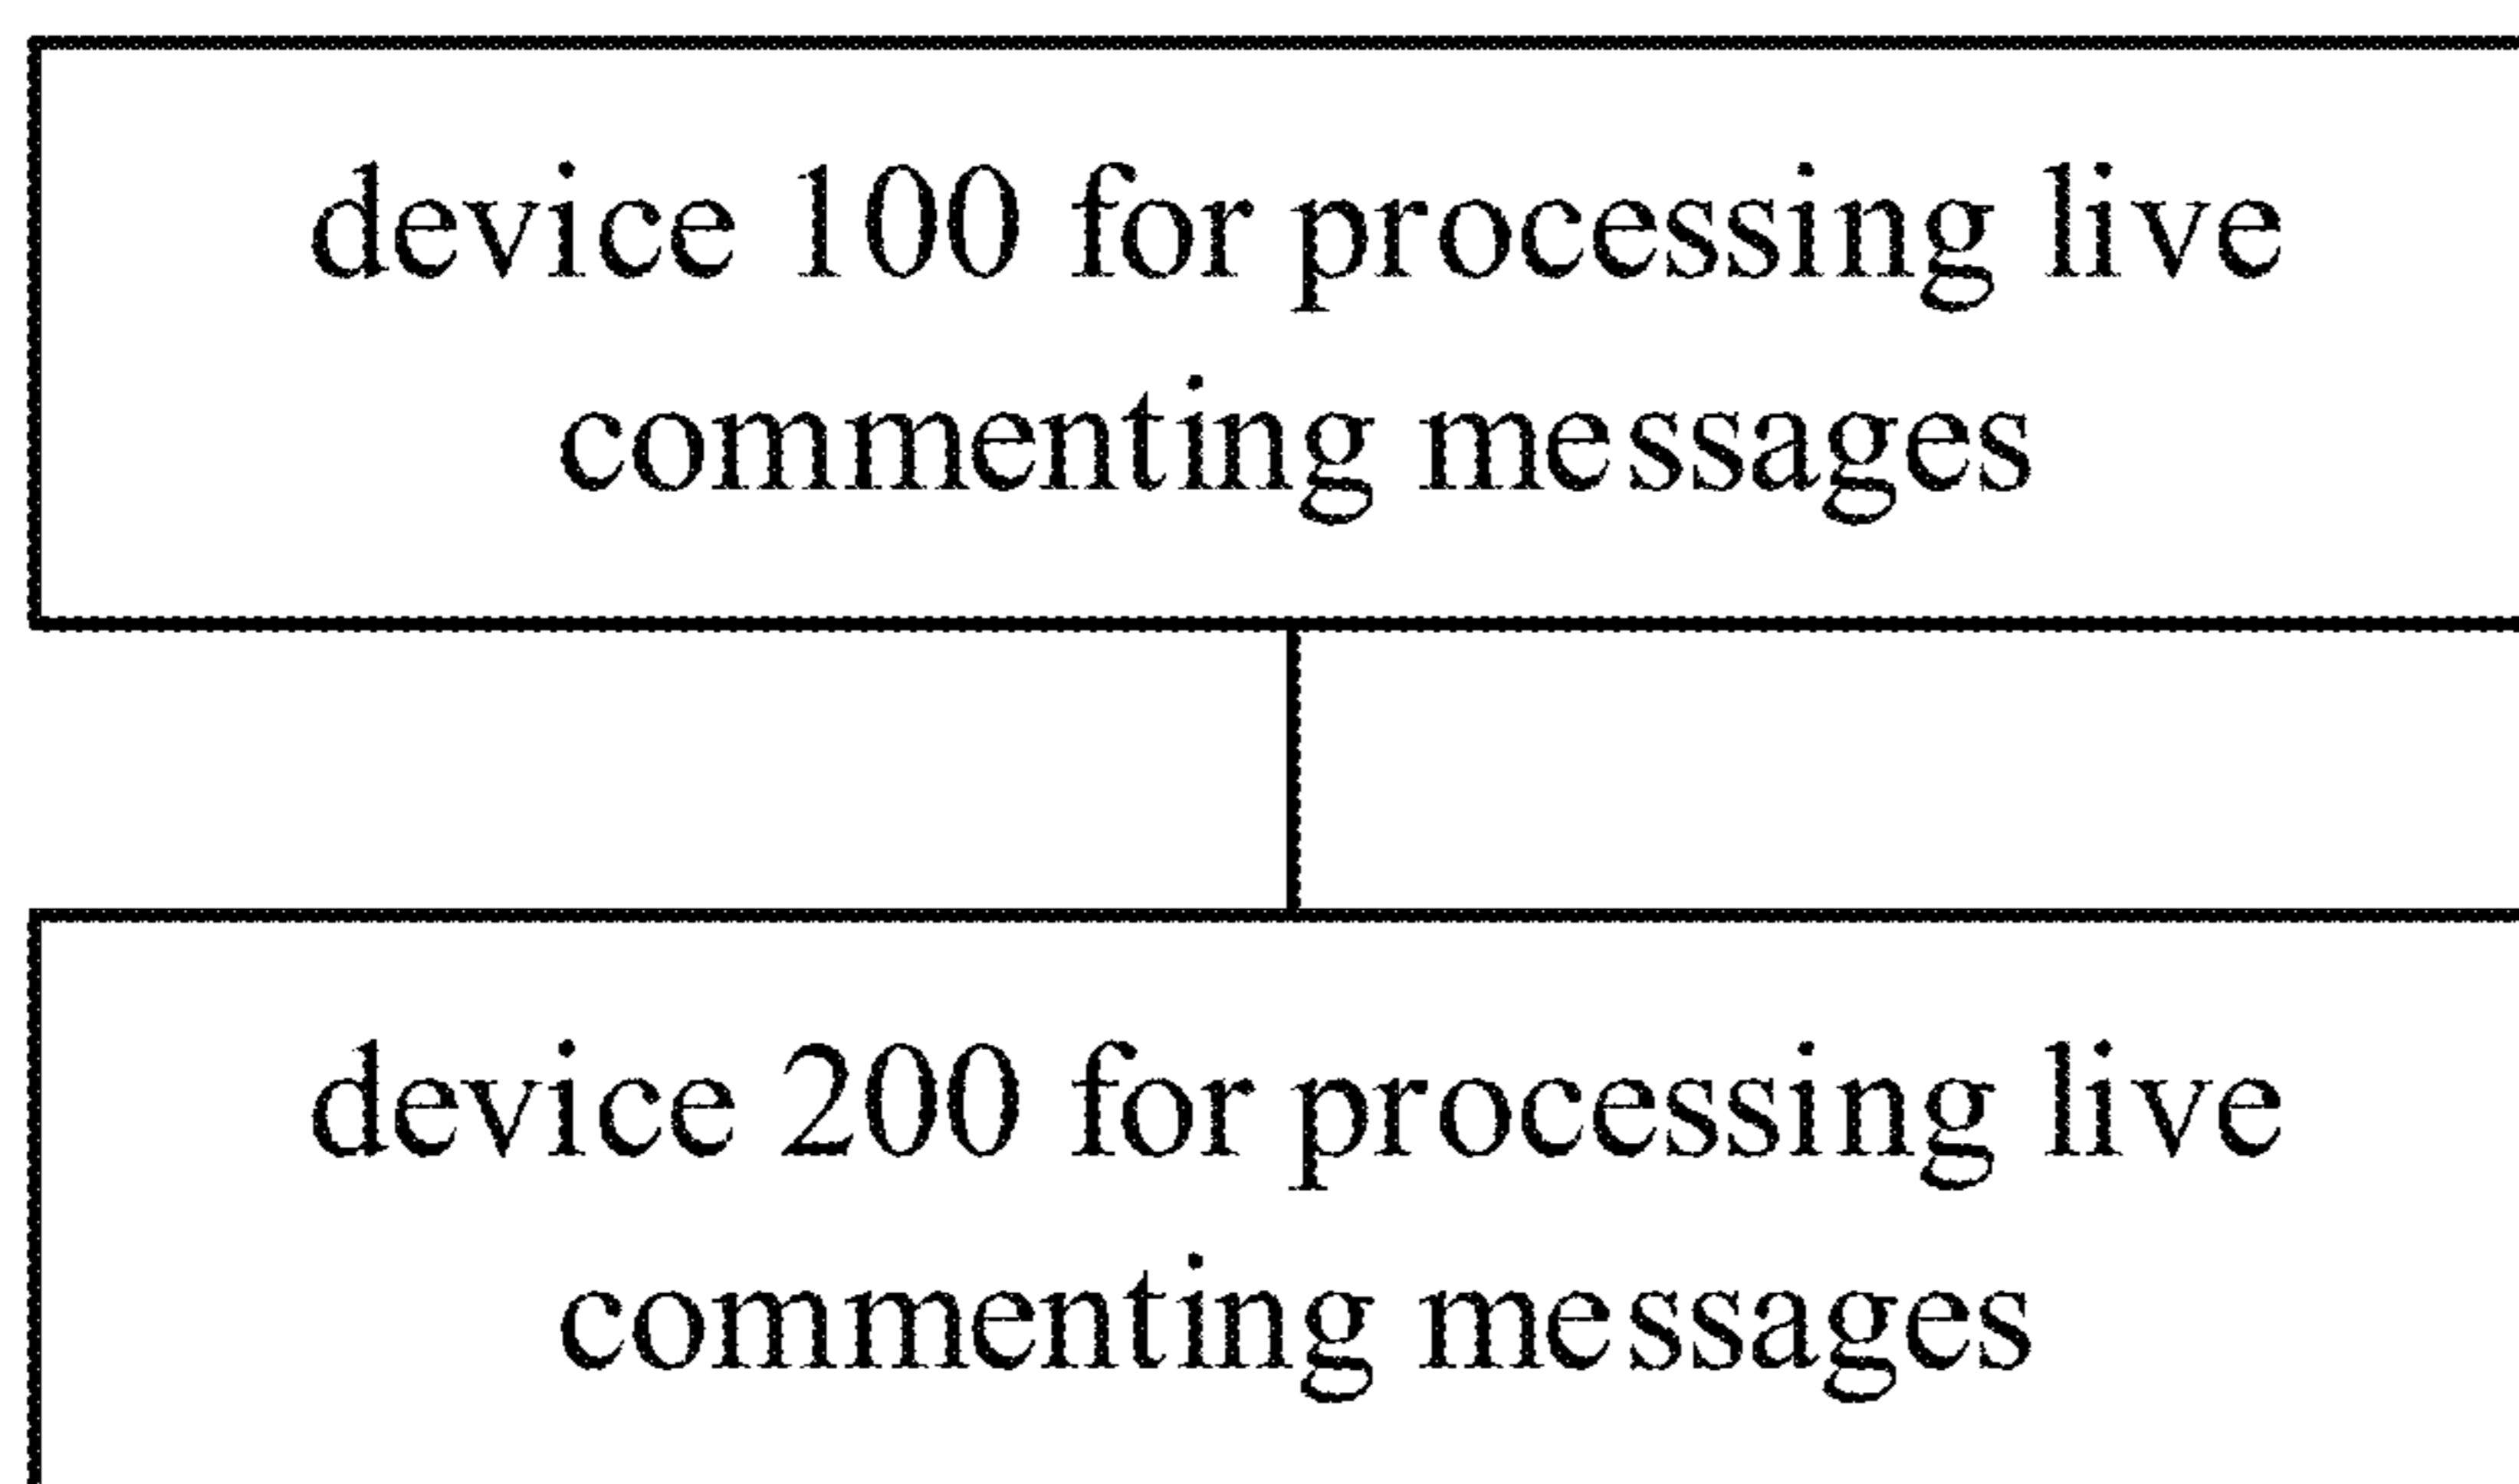 device 100 for processing live
commenting messages
device 200 for processing live
commenting messages